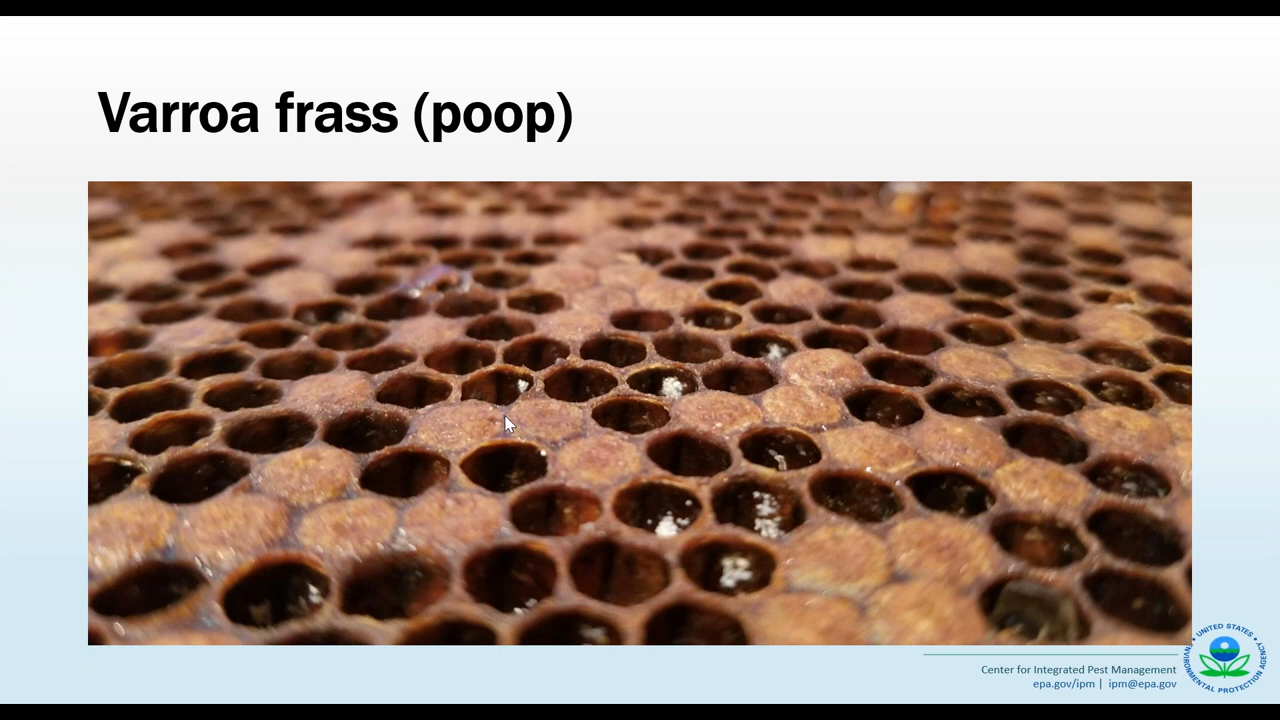 Varroa frass (poop)
Center for Integrated Pest Management
epa.gov/ipm | ipm@epa.gov
UNITED STATES
ENVIRONMENTAL PROTECTION AGENCY